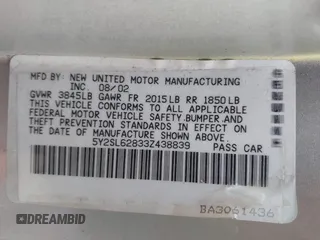 MFD. BY NEW UNITED MOTOR MANUFACTURING
INC. 08/02
GVWR 3845LB GAWR FR 2015LB RR 1850LB
THIS VEHICLE CONFORMS TO ALL APPLICABLE
FEDERAL MOTOR VEHICLE SAFETY,BUMPER,AND
THEFT PREVENTION STANDARDS IN EFFECT ON
THE DATE OF MANUFACTURE SHOWN ABOVE
5Y2SL62833Z438839 PASS CAR
BA3061436
DREAMBID